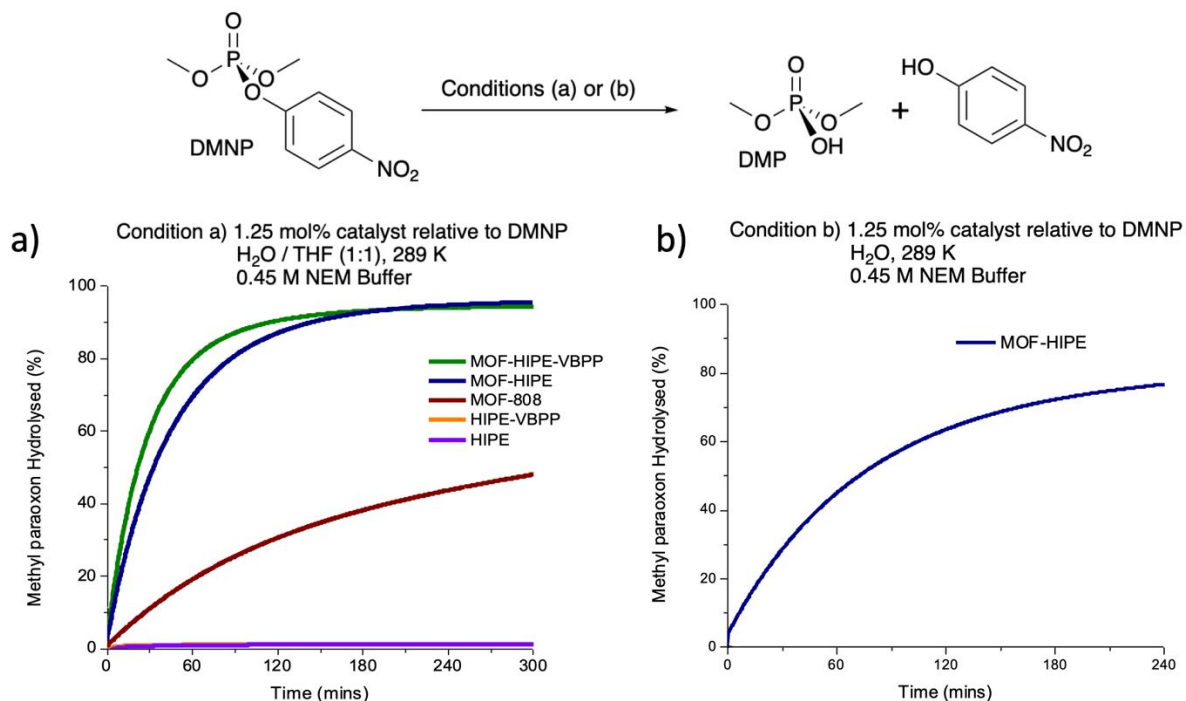 O
P
O
O
O
DMNP
NO₂
Conditions (a) or (b)
O
P
O
O
OH
DMP
+
HO
NO₂
a)
Condition a) 1.25 mol% catalyst relative to DMNP
H₂O / THF (1:1), 289 K
0.45 M NEM Buffer
100
80
60
40
20
0
Methyl paraoxon Hydrolysed (%)
MOF-HIPE-VBPP
MOF-HIPE
MOF-808
HIPE-VBPP
HIPE
0 60 120 180 240 300
Time (mins)
b)
Condition b) 1.25 mol% catalyst relative to DMNP
H₂O, 289 K
0.45 M NEM Buffer
100
80
60
40
20
0
Methyl paraoxon Hydrolysed (%)
MOF-HIPE
0 60 120 180 240
Time (mins)